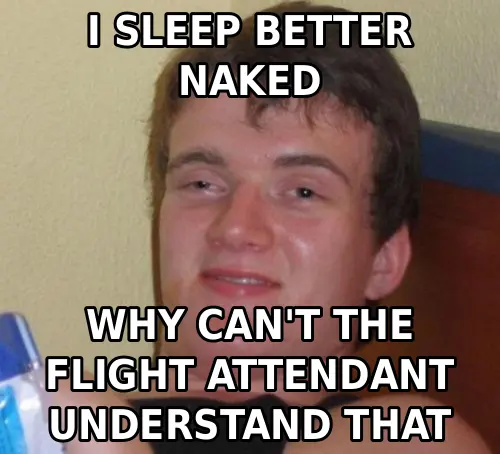 I SLEEP BETTER
NAKED
WHY CAN'T THE
FLIGHT ATTENDANT
UNDERSTAND THAT